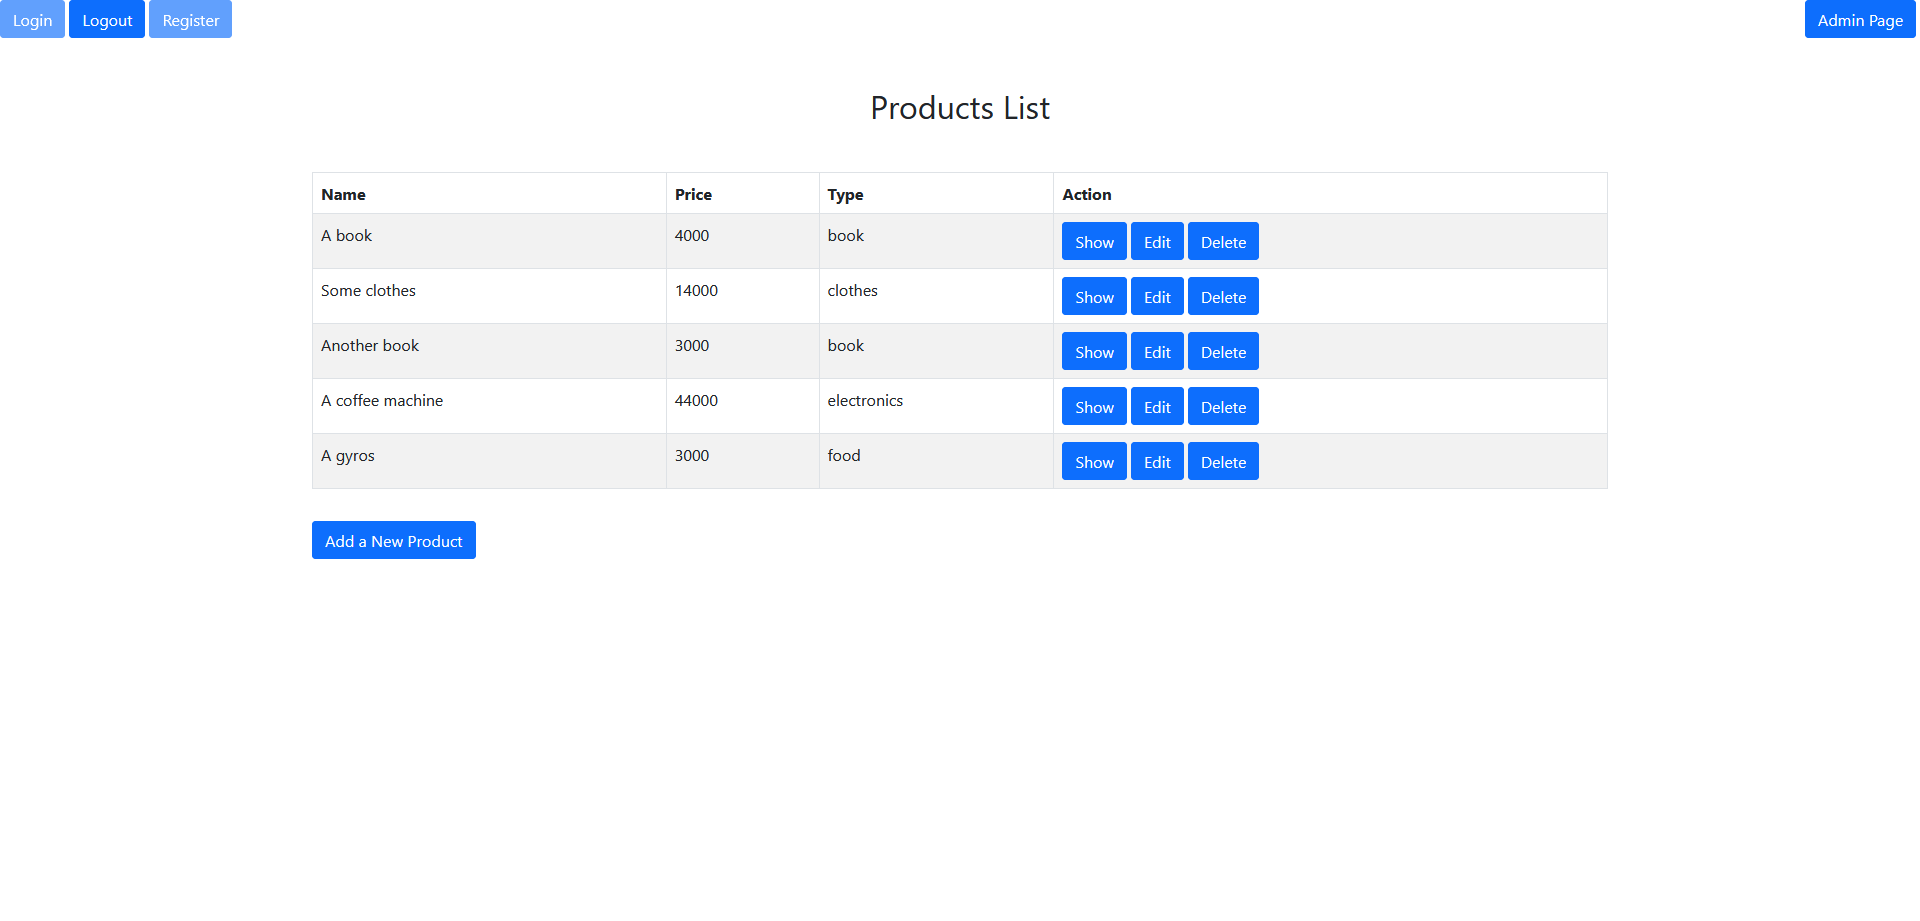 Login Logout Register Admin Page
Products List
Name Price Type Action
A book 4000 book Show Edit Delete
Some clothes 14000 clothes Show Edit Delete
Another book 3000 book Show Edit Delete
A coffee machine 44000 electronics Show Edit Delete
A gyros 3000 food Show Edit Delete
Add a New Product